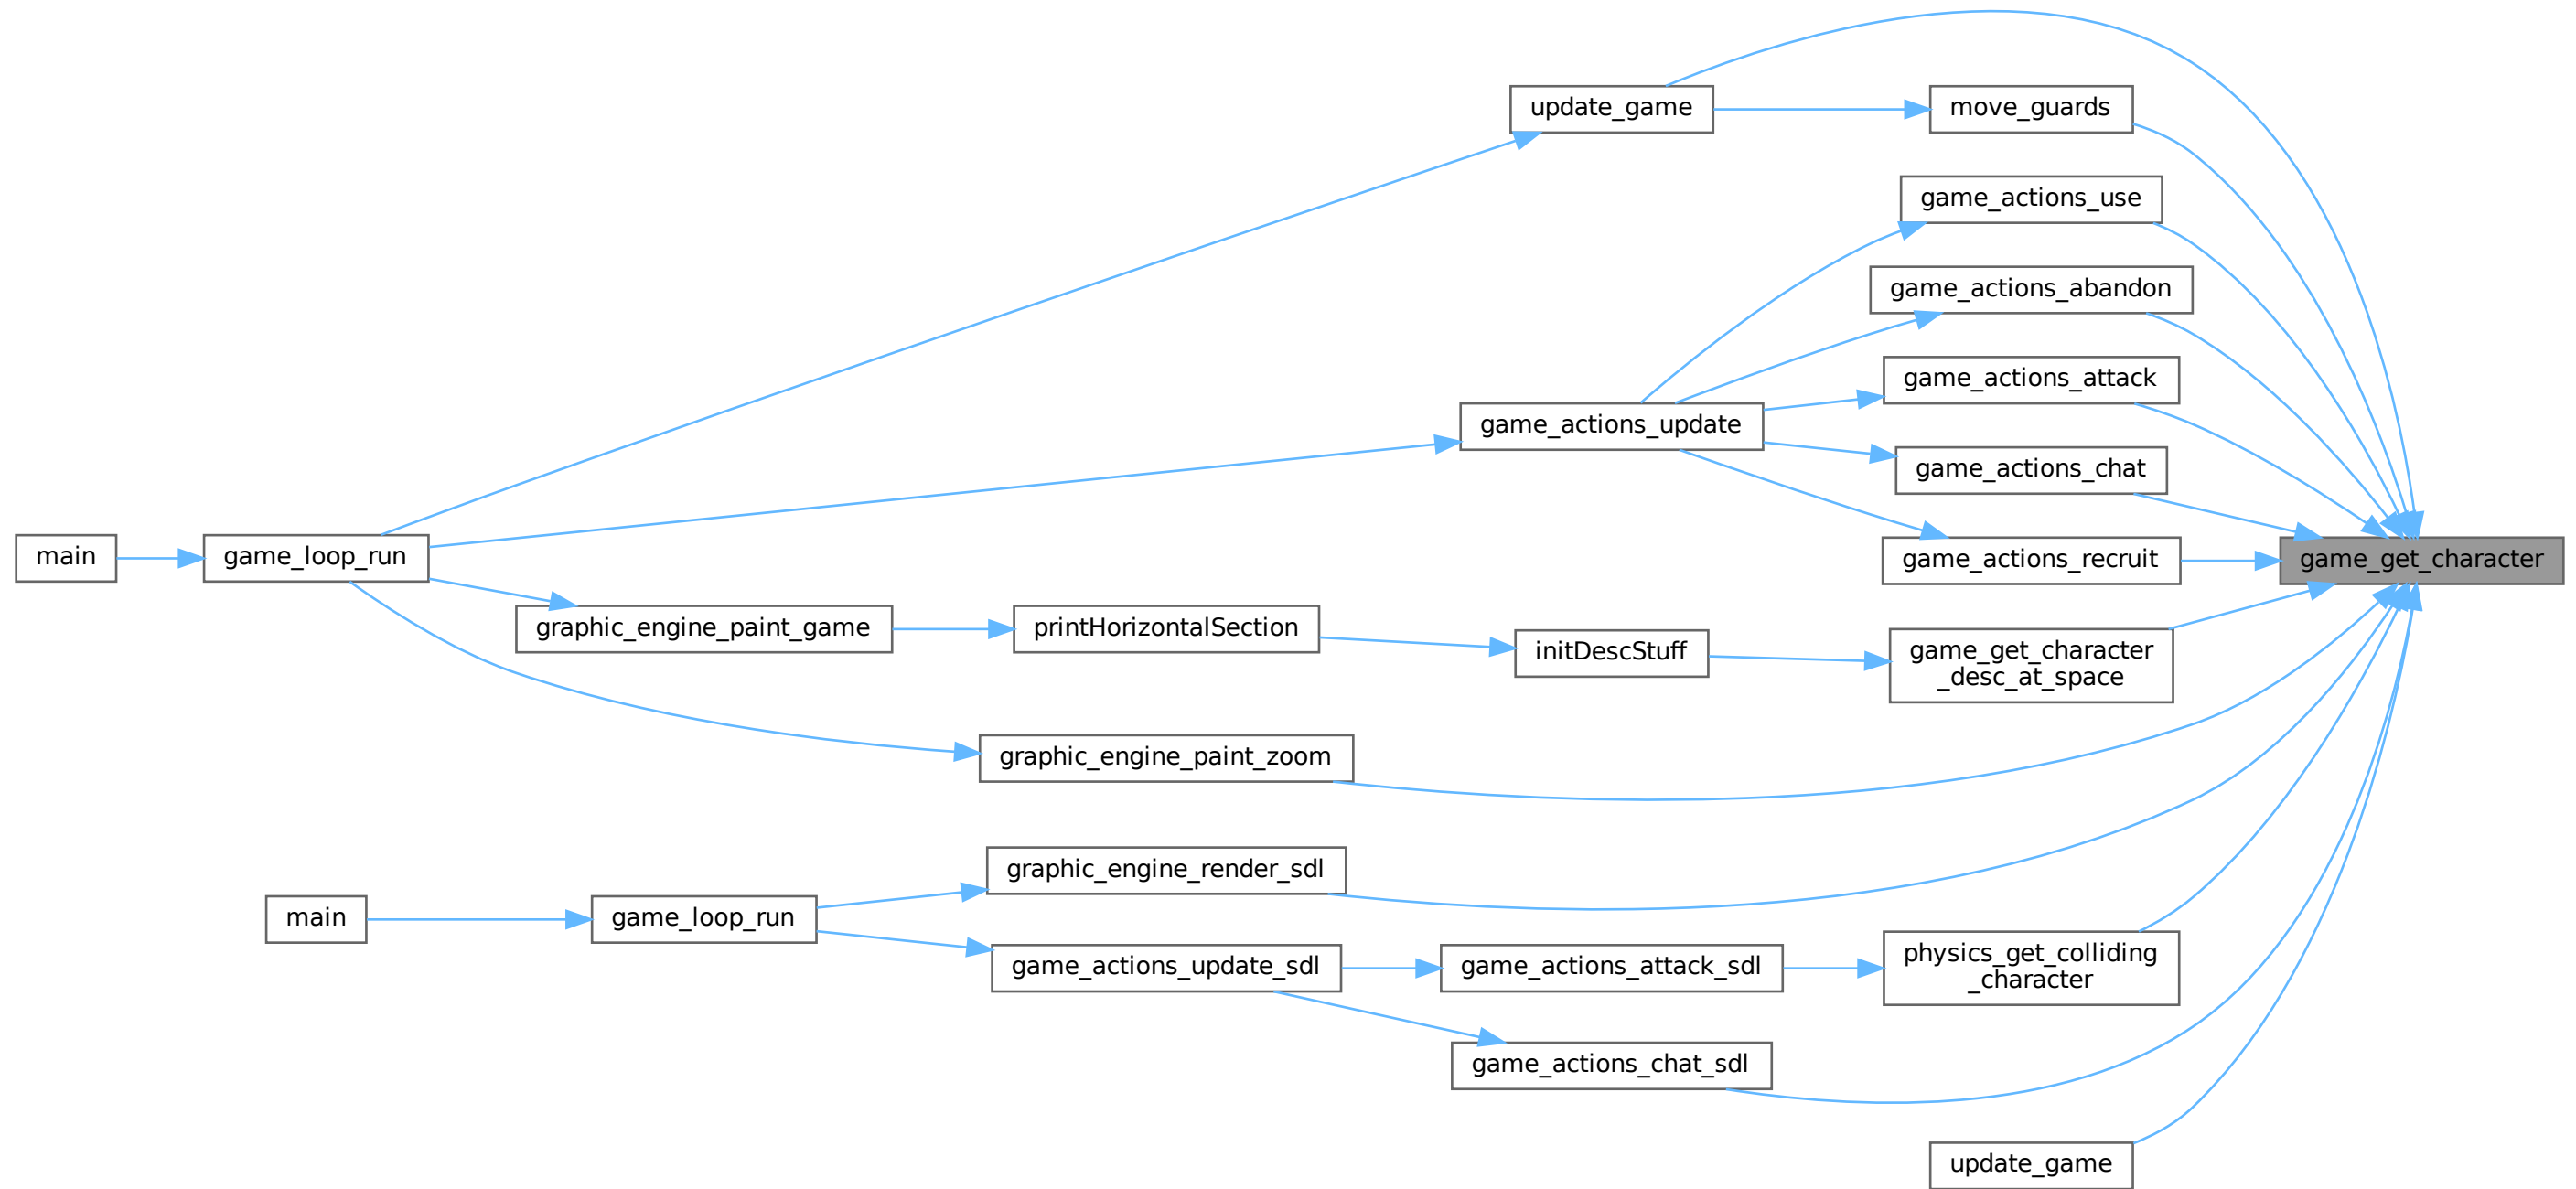 update_game
move_guards
game_actions_use
game_actions_abandon
game_actions_attack
game_actions_update
game_actions_chat
main
game_loop_run
game_actions_recruit
game_get_character
graphic_engine_paint_game
printHorizontalSection
initDescStuff
game_get_character
_desc_at_space
graphic_engine_paint_zoom
graphic_engine_render_sdl
main
game_loop_run
game_actions_update_sdl
game_actions_attack_sdl
physics_get_colliding
_character
game_actions_chat_sdl
update_game